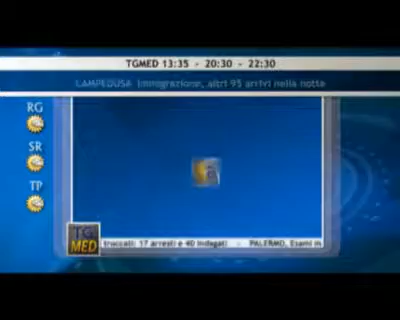 TGMED 13:35 - 20:30 - 22:30
LAMPEDUSA Immigrazione, altri 95 arrivi nella notte
RG
SR
TP
TG
MED
truccati: 17 arresti e 40 indagati - PALERMO, Esami in